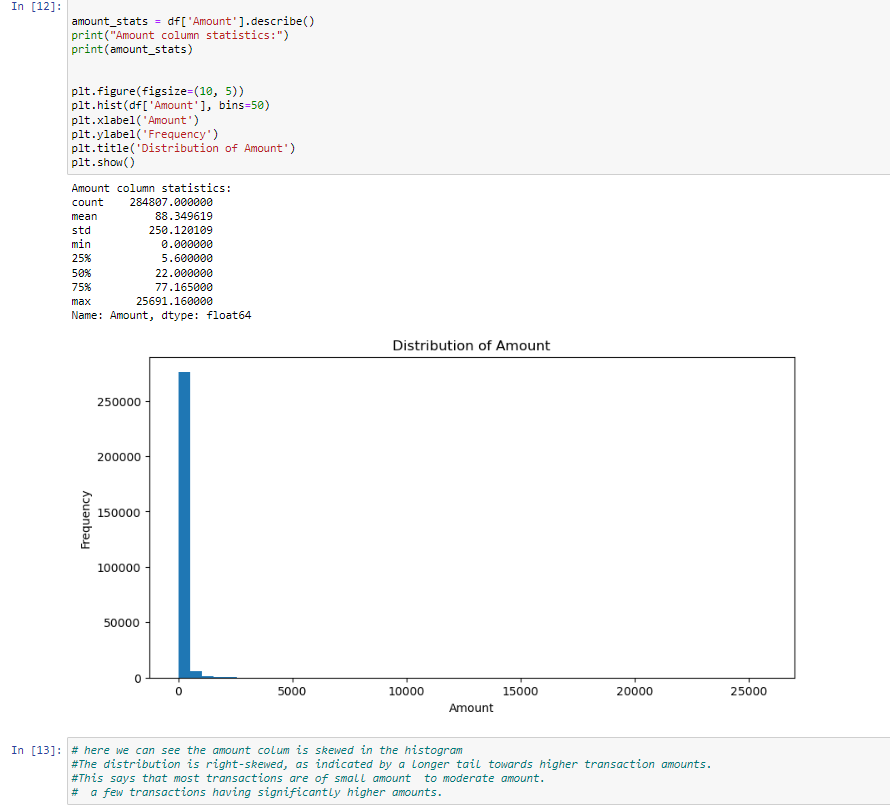 In [12]:
amount_stats = df['Amount'].describe()
print("Amount column statistics:")
print(amount_stats)
plt.figure(figsize=(10, 5))
plt.hist(df['Amount'], bins=50)
plt.xlabel('Amount')
plt.ylabel('Frequency')
plt.title('Distribution of Amount')
plt.show()
Amount column statistics:
count    284807.000000
mean         88.349619
std         250.120109
min           0.000000
25%           5.600000
50%          22.000000
75%          77.165000
max       25691.160000
Name: Amount, dtype: float64
Distribution of Amount
250000
200000
150000
100000
50000
0
Frequency
0 5000 10000 15000 20000 25000
Amount
In [13]: # here we can see the amount colum is skewed in the histogram
#The distribution is right-skewed, as indicated by a longer tail towards higher transaction amounts.
#This says that most transactions are of small amount  to moderate amount.
#  a few transactions having significantly higher amounts.